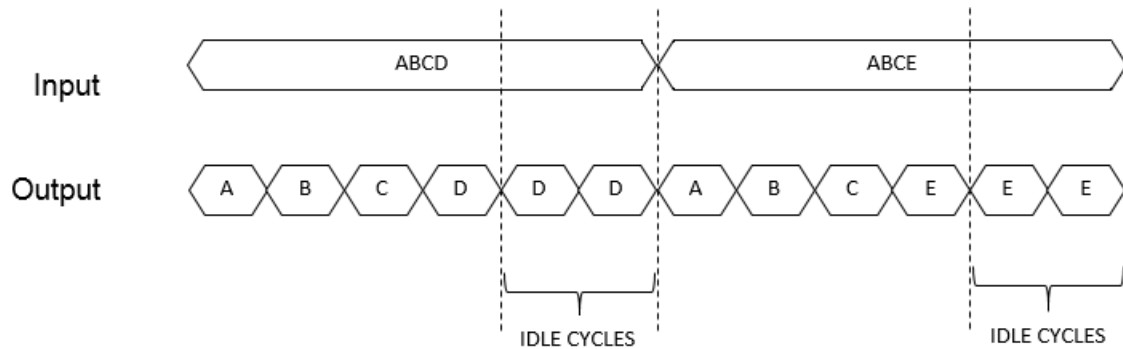 ABCD ABCE
Input
Output A B C D D D A B C E E E
IDLE CYCLES IDLE CYCLES